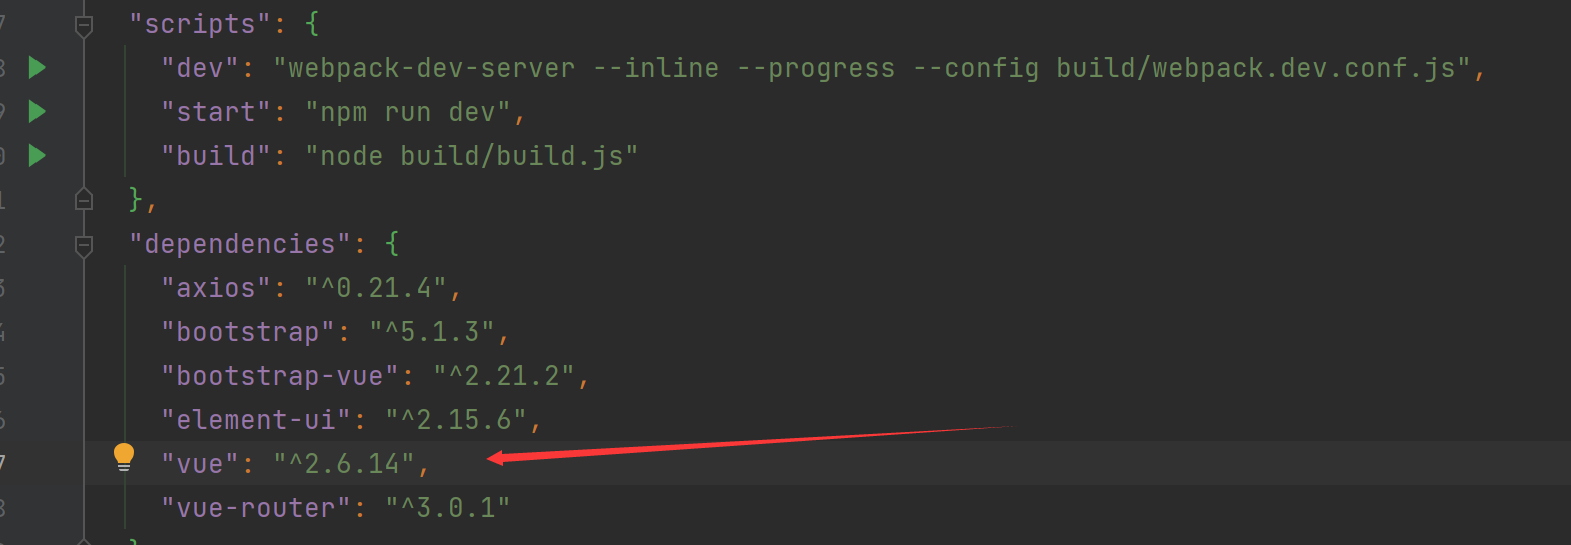 "scripts": {
"dev": "webpack-dev-server --inline --progress --config build/webpack.dev.conf.js",
"start": "npm run dev",
"build": "node build/build.js"
},
"dependencies": {
"axios": "^0.21.4",
"bootstrap": "^5.1.3",
"bootstrap-vue": "^2.21.2",
"element-ui": "^2.15.6",
"vue": "^2.6.14",
"vue-router": "^3.0.1"
}